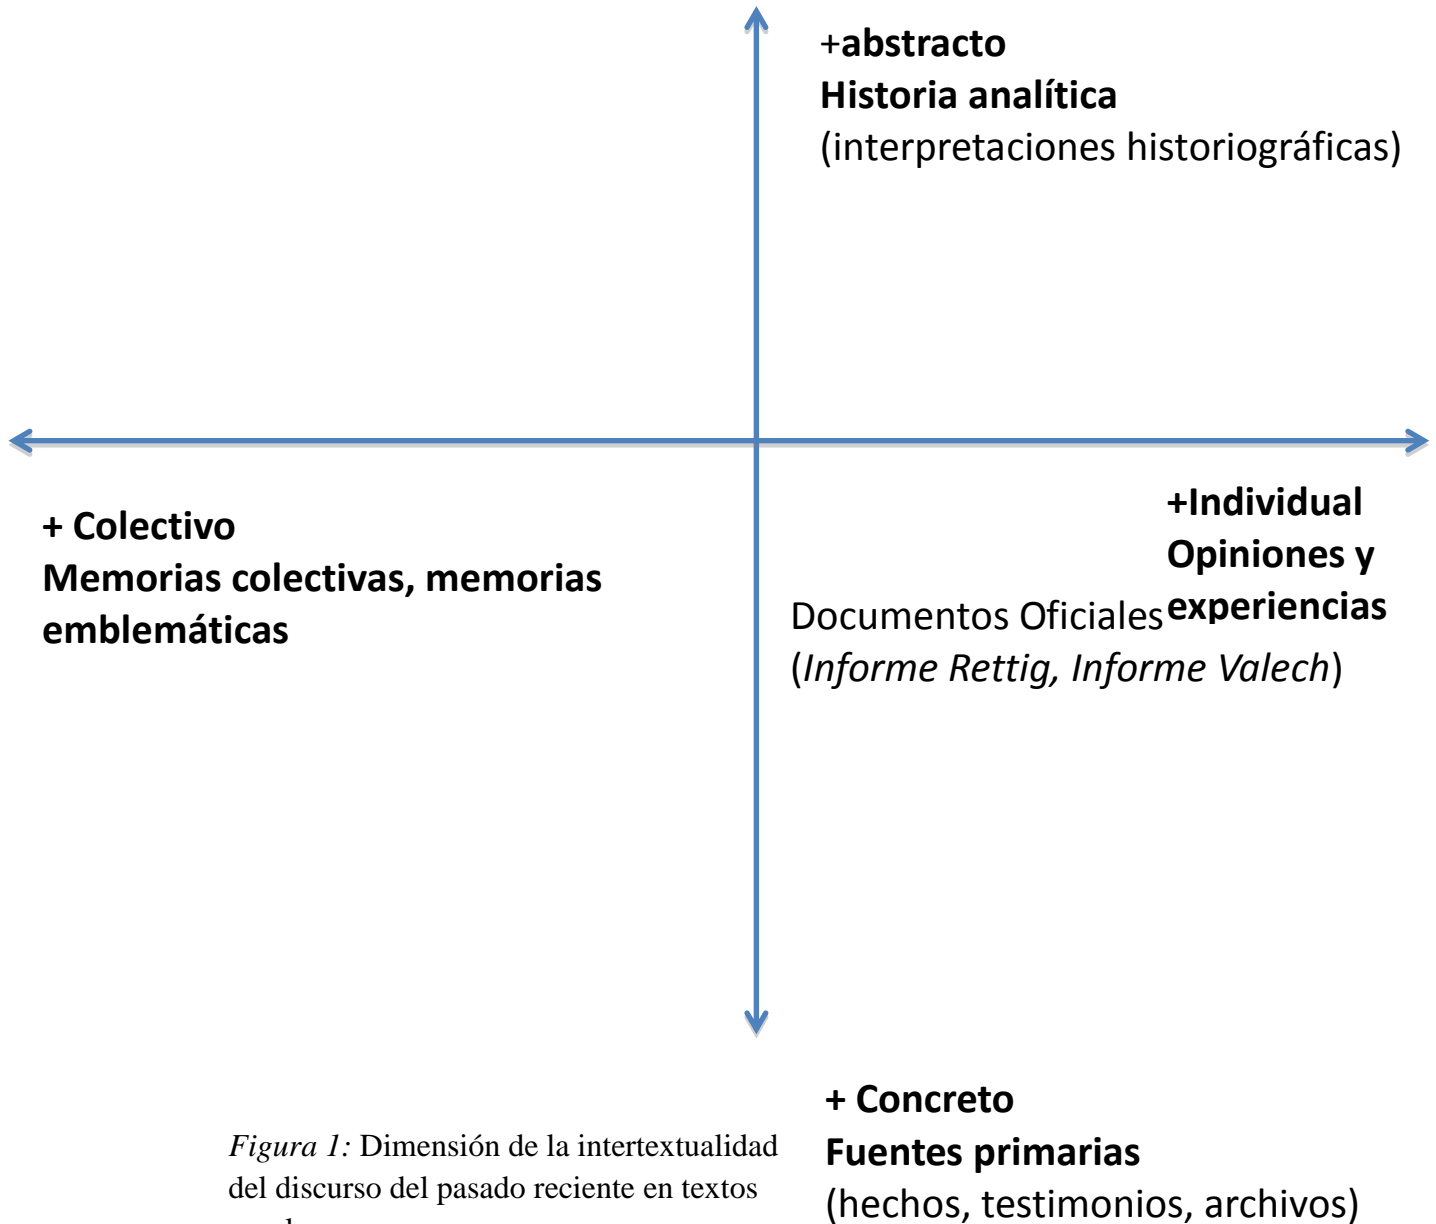 +abstracto
Historia analítica
(interpretaciones historiográficas)
+ Colectivo
Memorias colectivas, memorias
emblemáticas
+Individual
Opiniones y
experiencias
Documentos Oficiales
(Informe Rettig, Informe Valech)
+ Concreto
Fuentes primarias
(hechos, testimonios, archivos)
Figura 1: Dimensión de la intertextualidad
del discurso del pasado reciente en textos